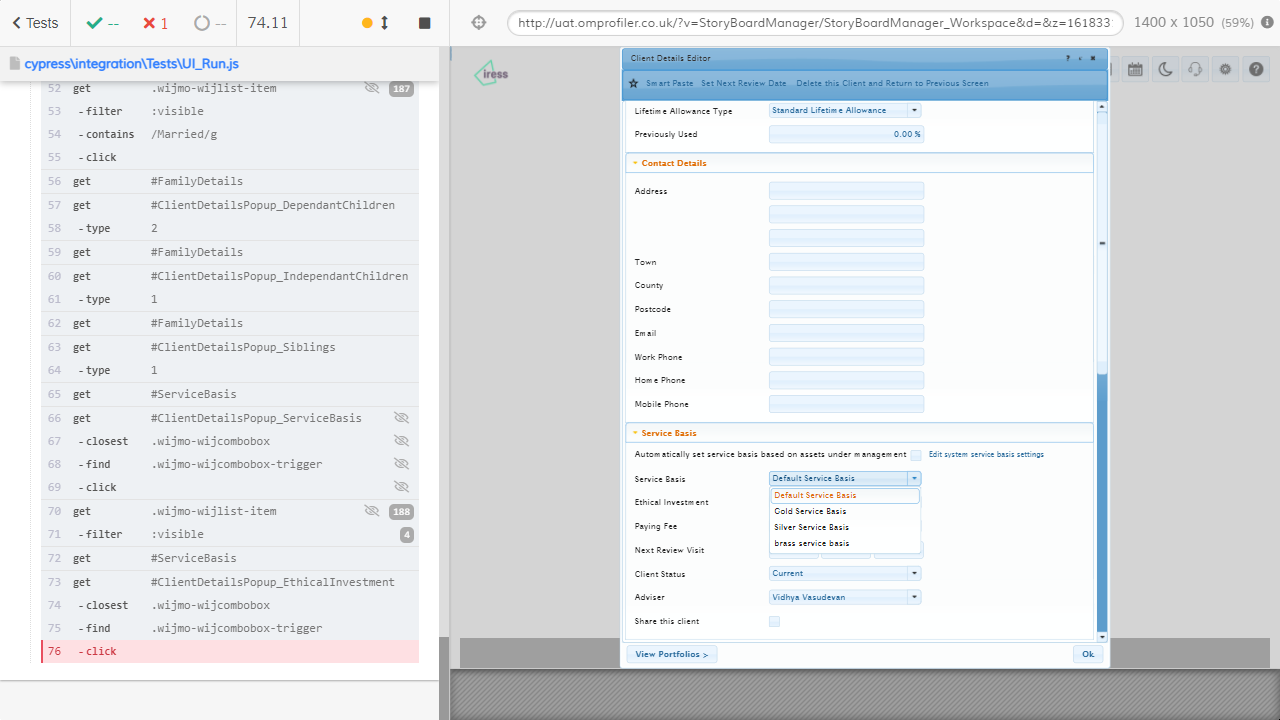 Tests
--
1
--
74.11
http://uat.omprofiler.co.uk/?v=StoryBoardManager/StoryBoardManager_Workspace&d=&z=161833
1400 x 1050 (59%)
cypress\integration\Tests\UI_Run.js
52 get .wijmo-wijlist-item 187
53 -filter :visible
54 -contains /Married/g
55 -click
56 get #FamilyDetails
57 get #ClientDetailsPopup_DependantChildren
58 -type 2
59 get #FamilyDetails
60 get #ClientDetailsPopup_IndependantChildren
61 -type 1
62 get #FamilyDetails
63 get #ClientDetailsPopup_Siblings
64 -type 1
65 get #ServiceBasis
66 get #ClientDetailsPopup_ServiceBasis
67 -closest .wijmo-wijcombobox
68 -find .wijmo-wijcombobox-trigger
69 -click
70 get .wijmo-wijlist-item 188
71 -filter :visible 4
72 get #ServiceBasis
73 get #ClientDetailsPopup_EthicalInvestment
74 -closest .wijmo-wijcombobox
75 -find .wijmo-wijcombobox-trigger
76 -click
iress
Client Details Editor
Smart Paste Set Next Review Date Delete this Client and Return to Previous Screen
Lifetime Allowance Type Standard Lifetime Allowance
Previously Used 0.00 %
Contact Details
Address
Town
County
Postcode
Email
Work Phone
Home Phone
Mobile Phone
Service Basis
Automatically set service basis based on assets under management Edit system service basis settings
Service Basis Default Service Basis
Default Service Basis
Ethical Investment
Gold Service Basis
Paying Fee Silver Service Basis
brass service basis
Next Review Visit
Client Status Current
Adviser Vidhya Vasudevan
Share this client
View Portfolios >
Ok